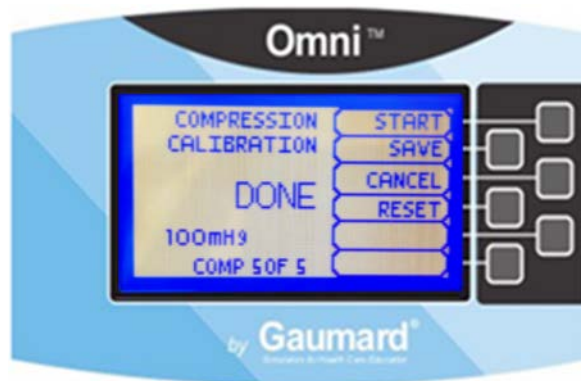 Omni™
COMPRESSION
CALIBRATION
DONE
100mH9
COMP 5OF 5
START
SAVE
CANCEL
RESET
by Gaumard®